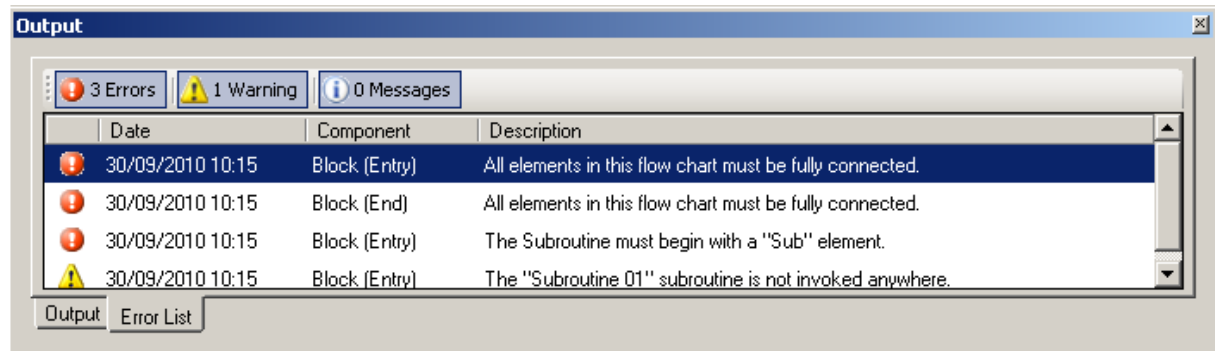 Output
3 Errors 1 Warning 0 Messages
Date Component Description
30/09/2010 10:15 Block (Entry) All elements in this flow chart must be fully connected.
30/09/2010 10:15 Block (End) All elements in this flow chart must be fully connected.
30/09/2010 10:15 Block (Entry) The Subroutine must begin with a "Sub" element.
30/09/2010 10:15 Block (Entry) The "Subroutine 01" subroutine is not invoked anywhere.
Output Error List